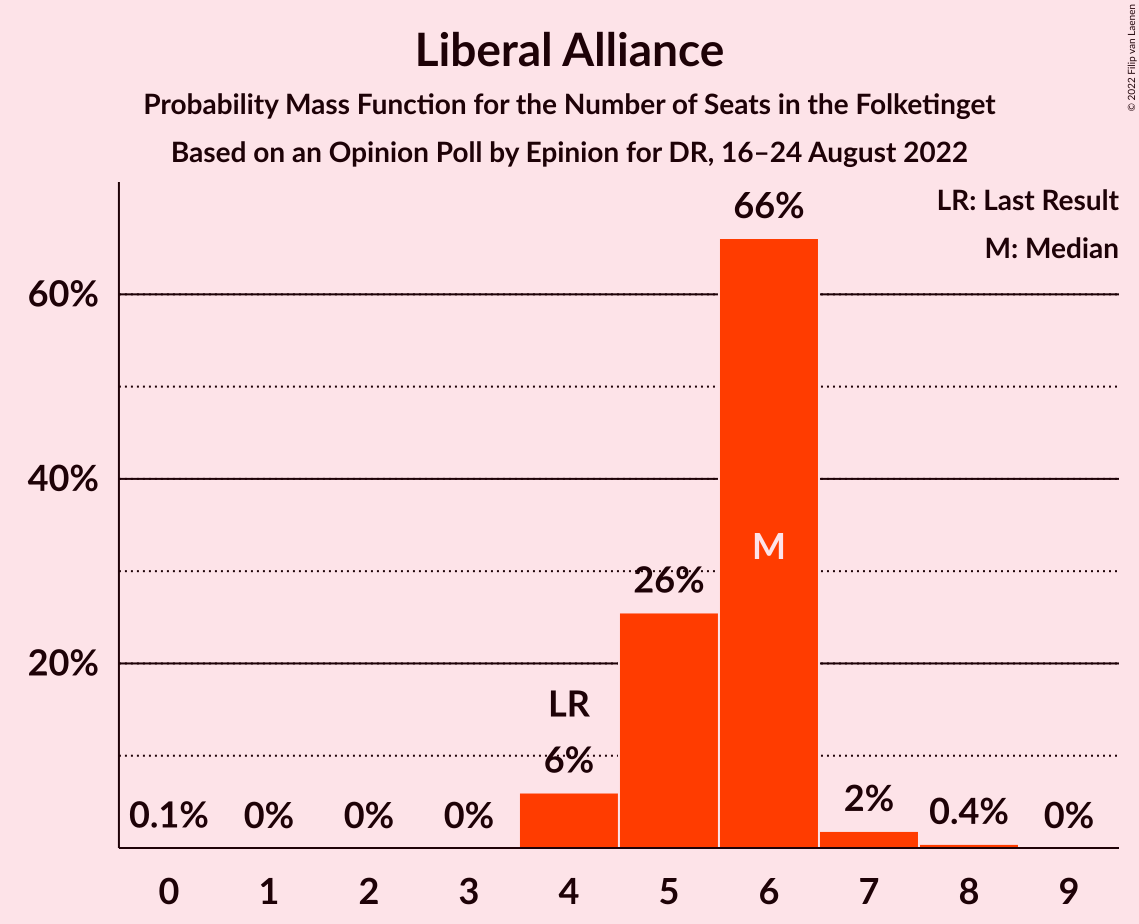 Liberal Alliance
Probability Mass Function for the Number of Seats in the Folketinget
Based on an Opinion Poll by Epinion for DR, 16–24 August 2022
© 2022 Filip van Laenen
LR: Last Result
M: Median
60%
40%
20%
0.1%
0%
0%
0%
LR
6%
26%
66%
M
2%
0.4%
0%
0 1 2 3 4 5 6 7 8 9